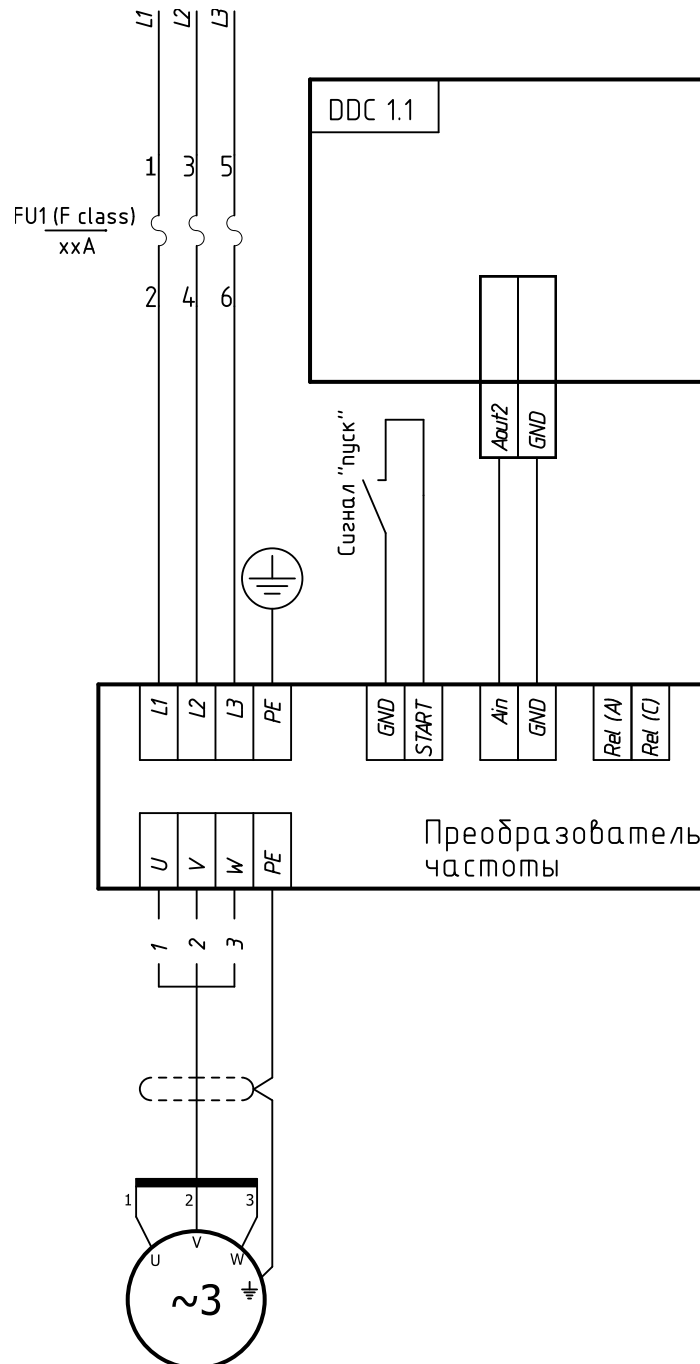 L1 L2 L3
DDC 1.1
1 3 5
FU1 (F class)
xxA
2 4 6
Aout2 GND
Сигнал "пуск"
L1 L2 L3 PE
GND START
Ain GND
Rel (A) Rel (C)
Преобразователь
частоты
U V W PE
1 2 3
1 2 3
U V W
~3